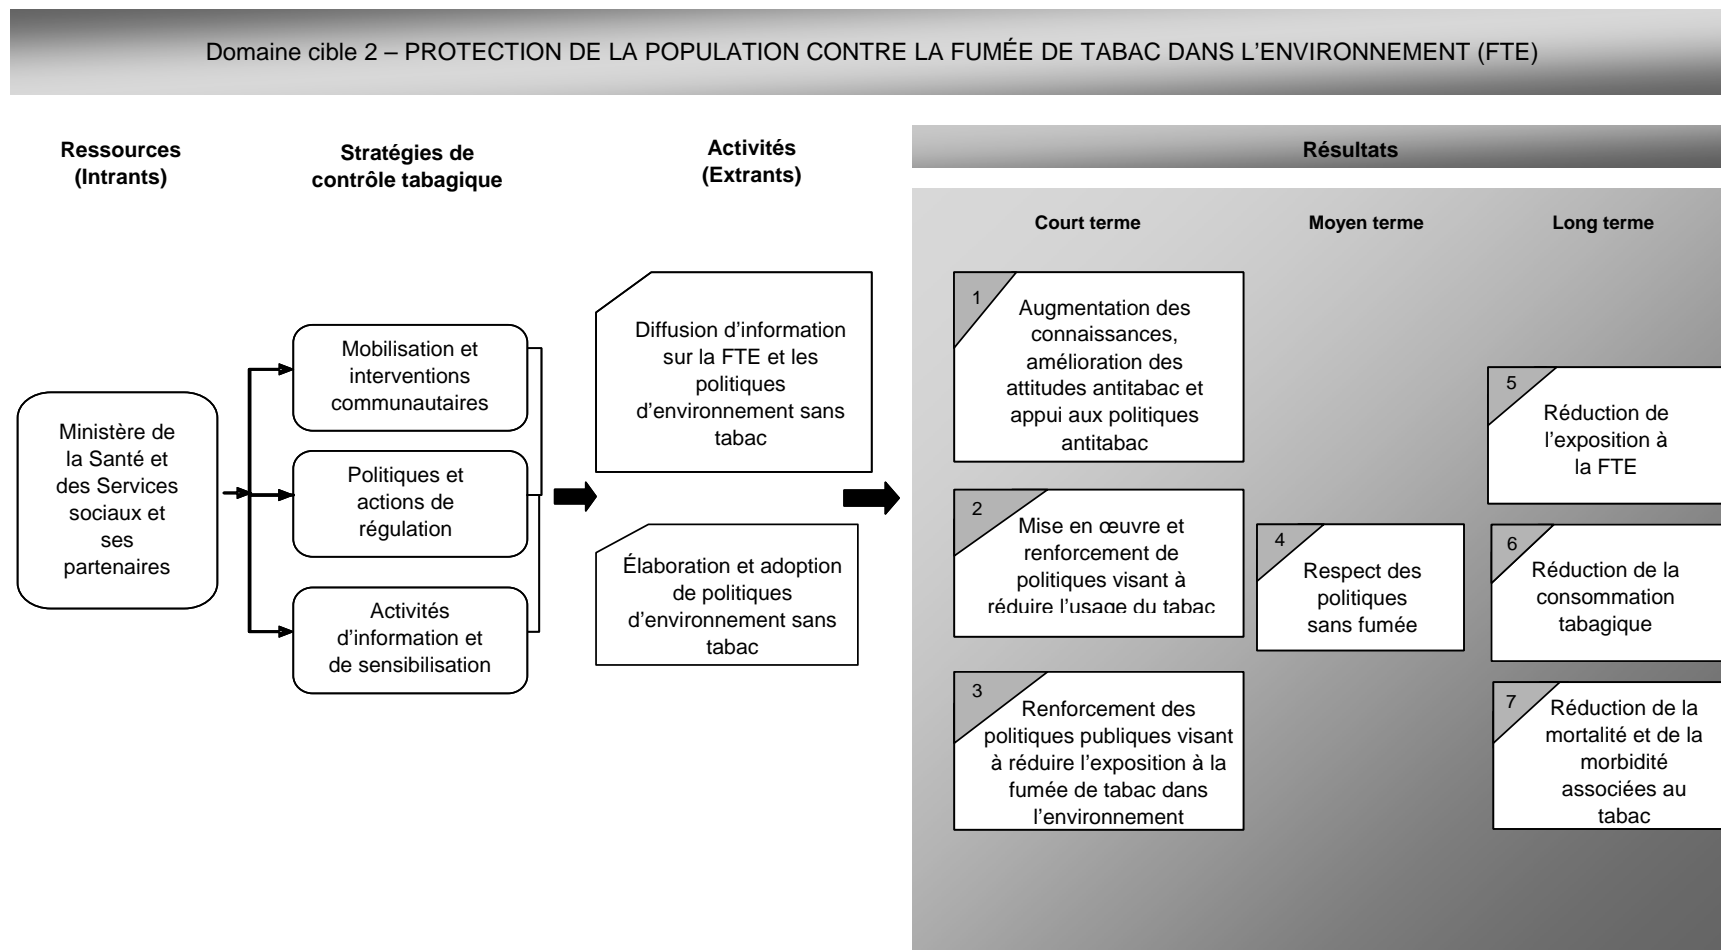 Domaine cible 2 – PROTECTION DE LA POPULATION CONTRE LA FUMÉE DE TABAC DANS L’ENVIRONNEMENT (FTE)
Ressources
(Intrants)
Stratégies de
contrôle tabagique
Activités
(Extrants)
Résultats
Court terme
Moyen terme
Long terme
Ministère de
la Santé et
des Services
sociaux et
ses
partenaires
Mobilisation et
interventions
communautaires
Politiques et
actions de
régulation
Activités
d’information et
de sensibilisation
Diffusion d’information
sur la FTE et les
politiques
d’environnement sans
tabac
Élaboration et adoption
de politiques
d’environnement sans
tabac
1
Augmentation des
connaissances,
amélioration des
attitudes antitabac et
appui aux politiques
antitabac
2
Mise en œuvre et
renforcement de
politiques visant à
réduire l’usage du tabac
3
Renforcement des
politiques publiques visant
à réduire l’exposition à la
fumée de tabac dans
l’environnement
4
Respect des
politiques
sans fumée
5
Réduction de
l’exposition à
la FTE
6
Réduction de la
consommation
tabagique
7
Réduction de la
mortalité et de la
morbidité
associées au
tabac